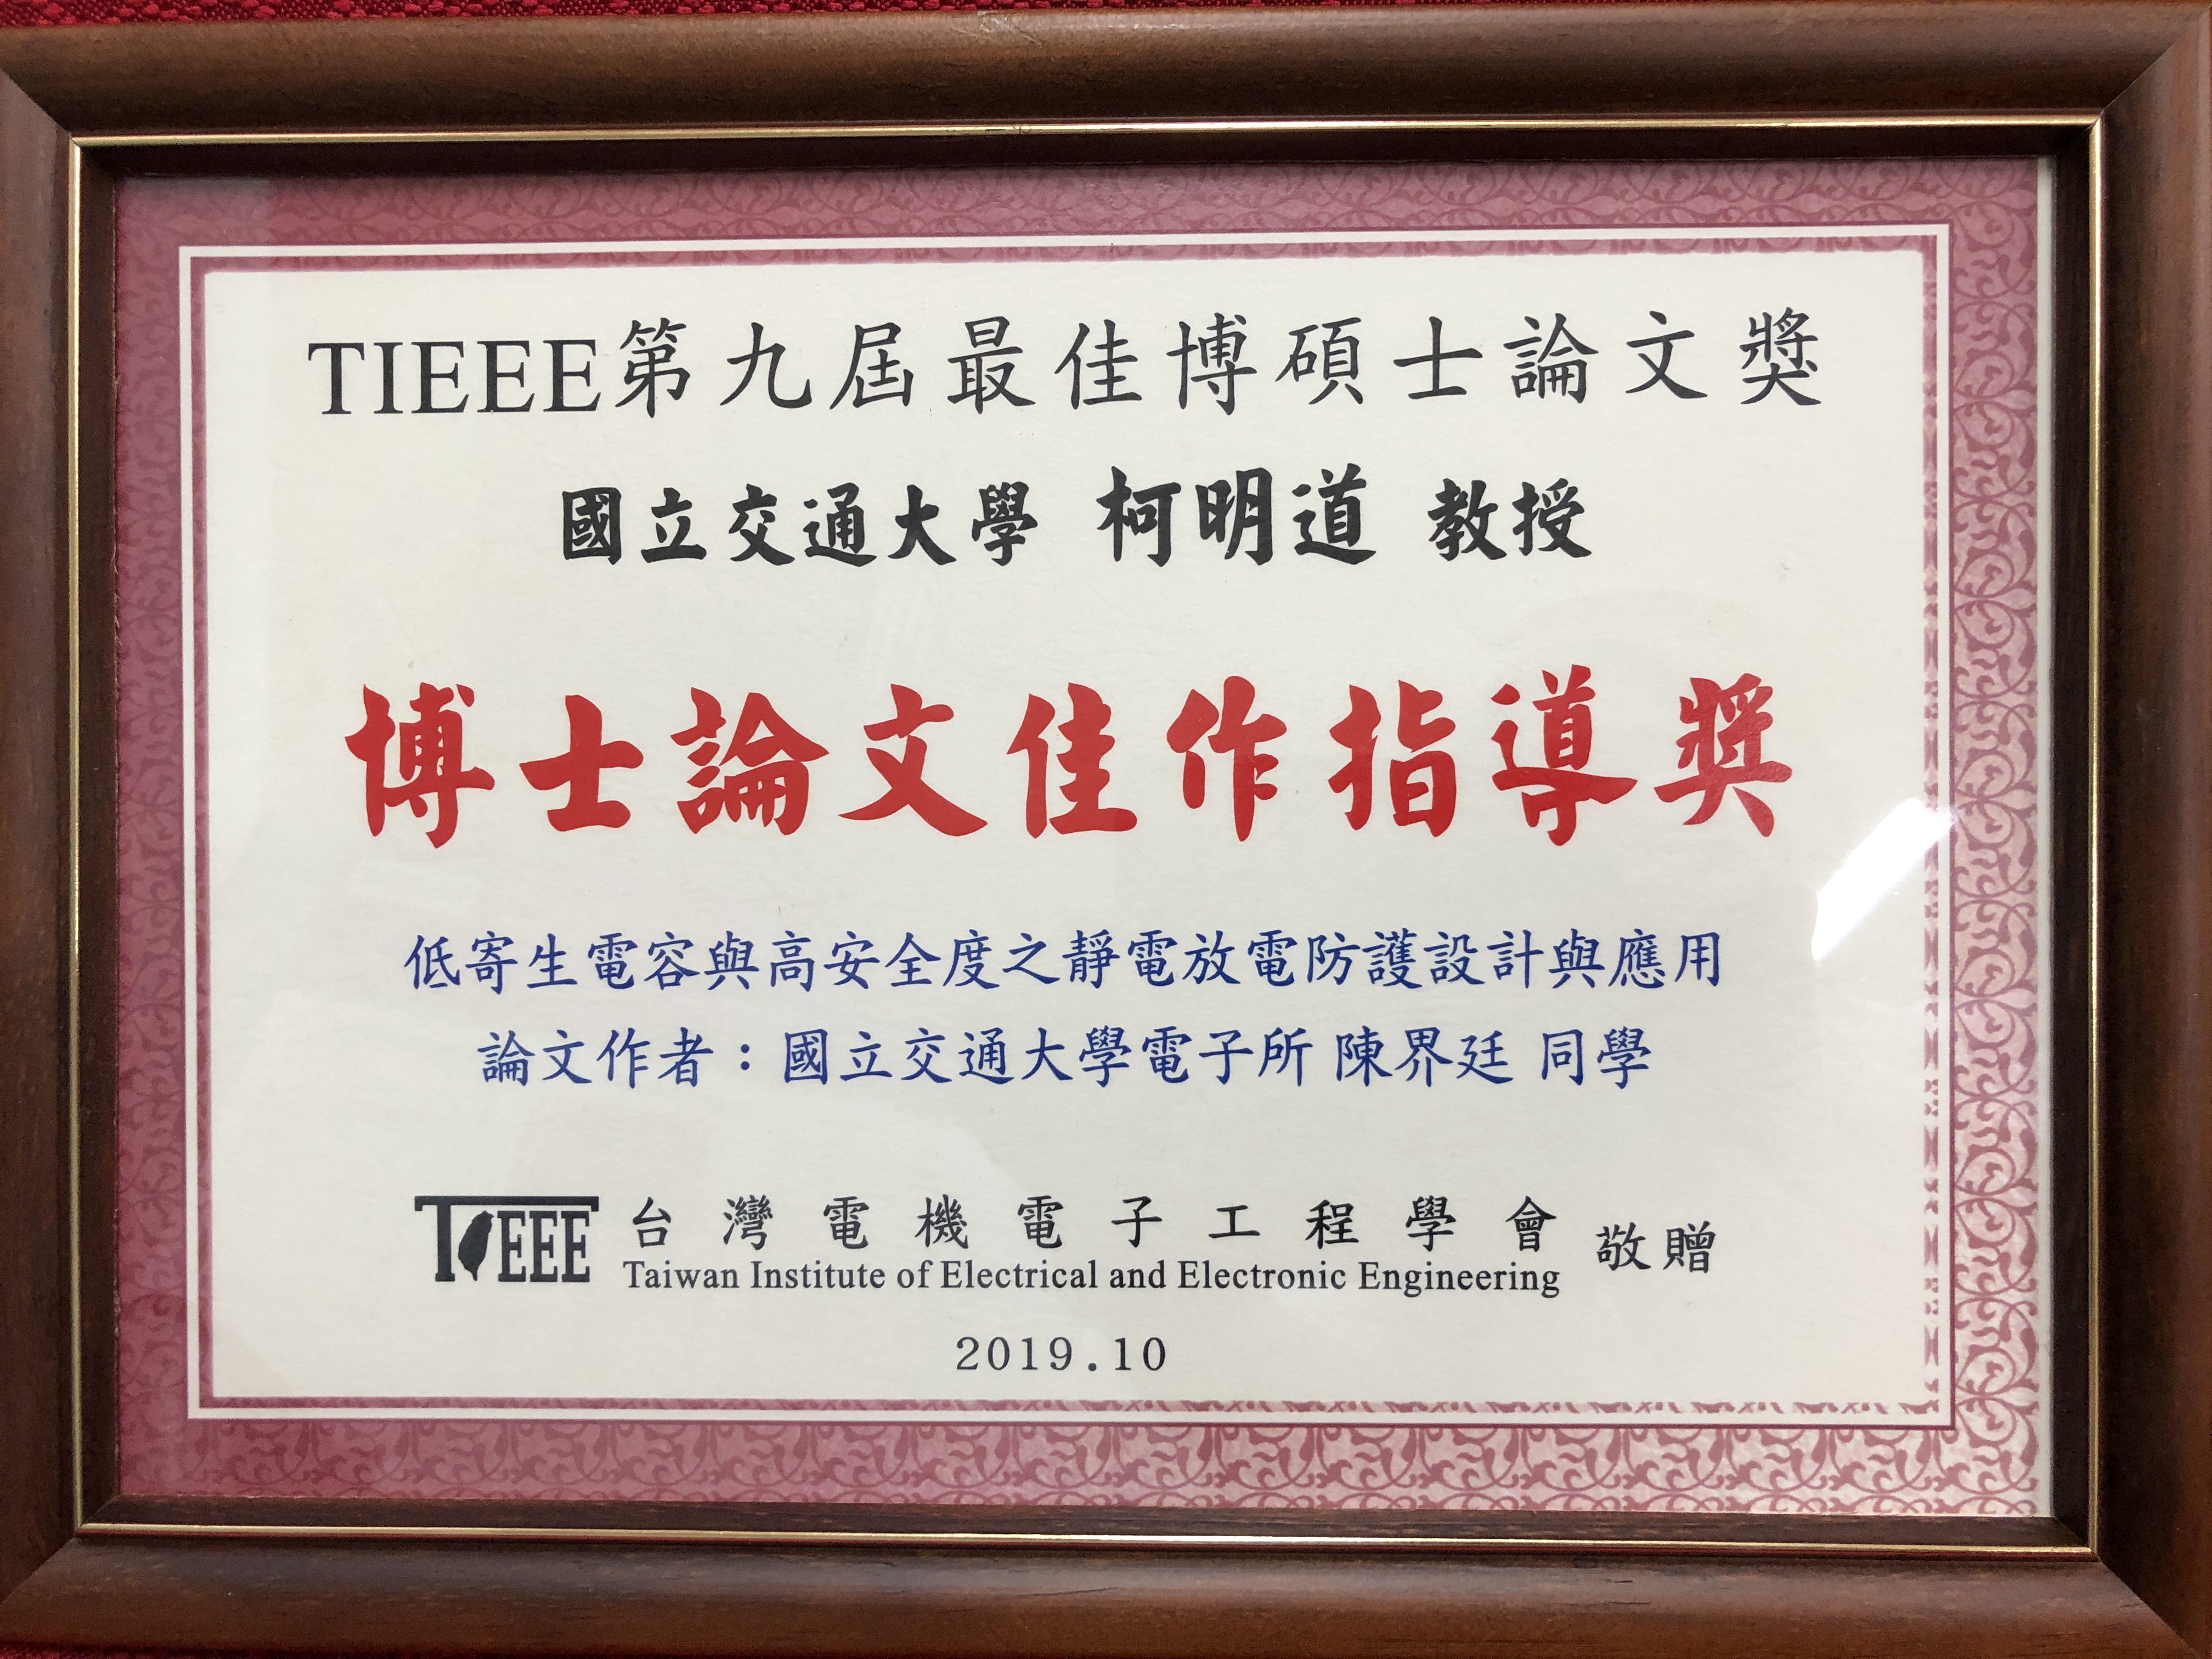 TIEEE第九屆最佳博碩士論文獎
國立交通大學 柯明道 教授
博士論文佳作指導獎
低寄生電容與高安全度之靜電放電防護設計與應用
論文作者：國立交通大學電子所 陳界廷 同學
TIEEE 台灣電機電子工程學會 敬贈
Taiwan Institute of Electrical and Electronic Engineering
2019.10